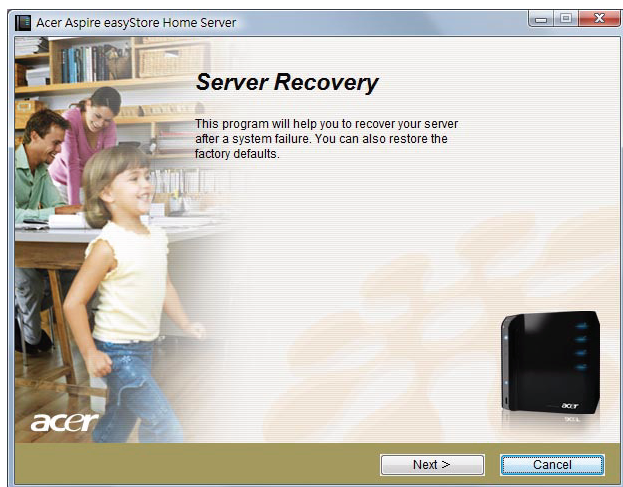 Acer Aspire easyStore Home Server
Server Recovery
This program will help you to recover your server
after a system failure. You can also restore the
factory defaults.
acer
acer
Next >
Cancel